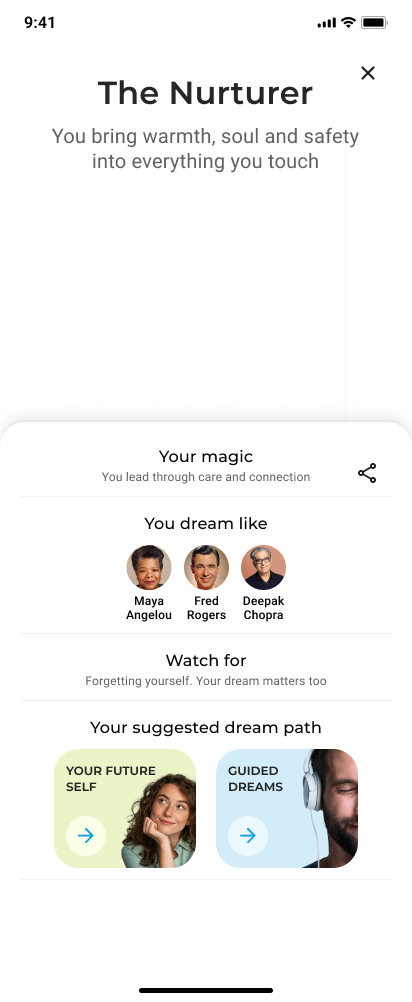 9:41
The Nurturer
You bring warmth, soul and safety
into everything you touch
Your magic
You lead through care and connection
You dream like
Maya
Angelou
Fred
Rogers
Deepak
Chopra
Watch for
Forgetting yourself. Your dream matters too
Your suggested dream path
YOUR FUTURE
SELF
GUIDED
DREAMS